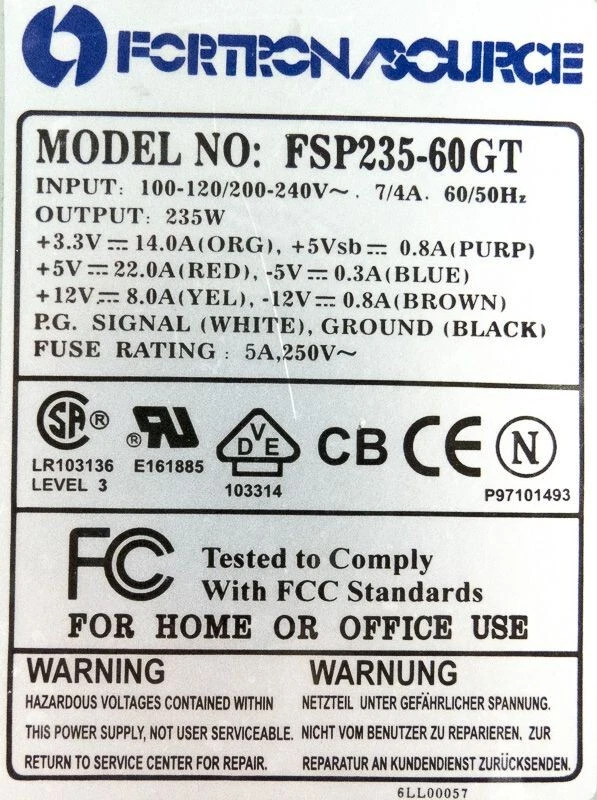 FORTRON/SOURCE
MODEL NO: FSP235-60GT
INPUT: 100-120/200-240V~. 7/4A. 60/50Hz
OUTPUT: 235W
+3.3V⎓14.0A(ORG), +5Vsb⎓ 0.8A(PURP)
+5V⎓22.0A(RED), -5V⎓0.3A(BLUE)
+12V⎓8.0A(YEL), -12V⎓0.8A(BROWN)
P.G. SIGNAL (WHITE), GROUND (BLACK)
FUSE RATING: 5A,250V~
SA ® ® RU DVE CB CE N
LR103136 E161885
LEVEL 3 103314 P97101493
FC Tested to Comply
With FCC Standards
FOR HOME OR OFFICE USE
WARNING
HAZARDOUS VOLTAGES CONTAINED WITHIN
THIS POWER SUPPLY, NOT USER SERVICEABLE.
RETURN TO SERVICE CENTER FOR REPAIR.
WARNUNG
NETZTEIL UNTER GEFÄHRLICHER SPANNUNG.
NICHT VOM BENUTZER ZU REPARIEREN, ZUR
REPARATUR AN KUNDENDIENST ZURÜCKSENDEN.
6LL00057